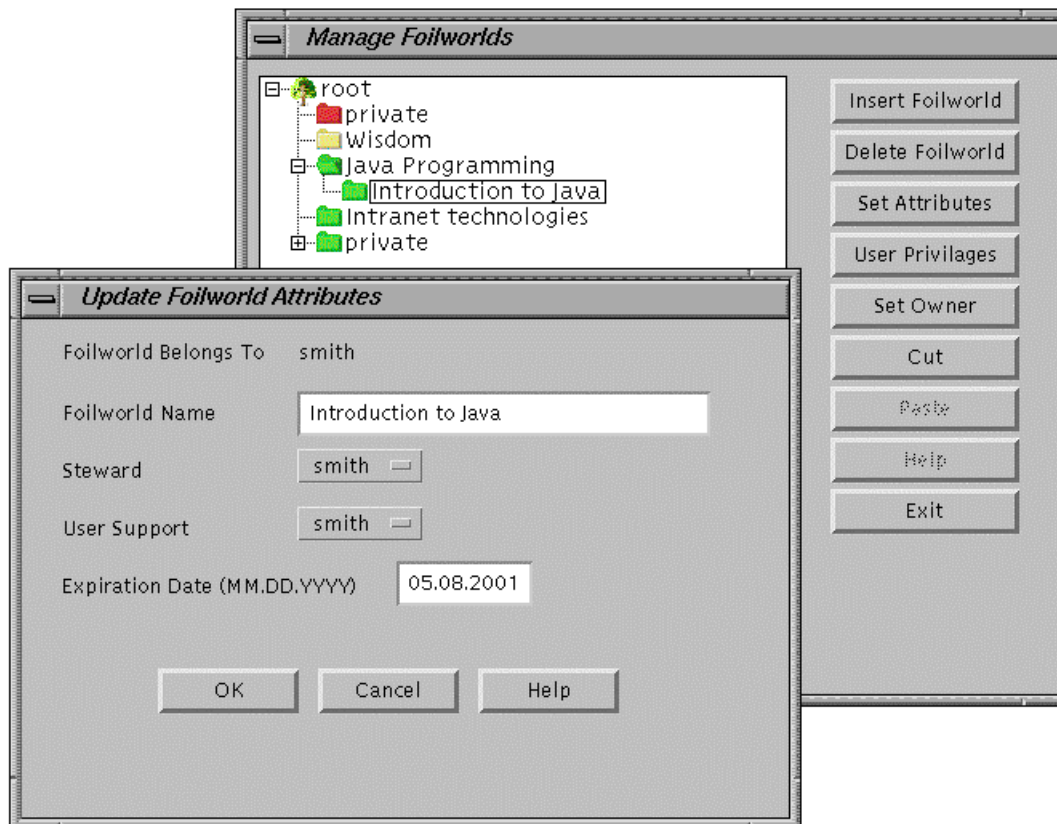 Manage Foilworlds
root
private
Wisdom
Java Programming
Introduction to Java
Intranet technologies
private
Insert Foilworld
Delete Foilworld
Set Attributes
User Privilages
Set Owner
Cut
Paste
Help
Exit
Update Foilworld Attributes
Foilworld Belongs To smith
Foilworld Name Introduction to Java
Steward smith
User Support smith
Expiration Date (MM.DD.YYYY) 05.08.2001
OK Cancel Help